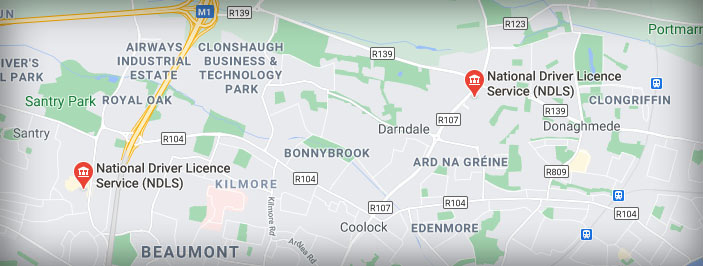 M1
R139
R123
UN
Portmarn
AIRWAYS
INDUSTRIAL
ESTATE
CLONSHAUGH
BUSINESS &
TECHNOLOGY
PARK
R139
IVER'S
L PARK
National Driver Licence
Service (NDLS)
Santry Park
ROYAL OAK
CLONGRIFFIN
R139
R107
Santry
R104
Darndale
Donaghmede
BONNYBROOK
ARD NA GRÉINE
National Driver Licence
Service (NDLS)
KILMORE
R104
R809
Kilmore Rd
R107
R104
R104
Coolock
EDENMORE
Ardlea Rd
BEAUMONT